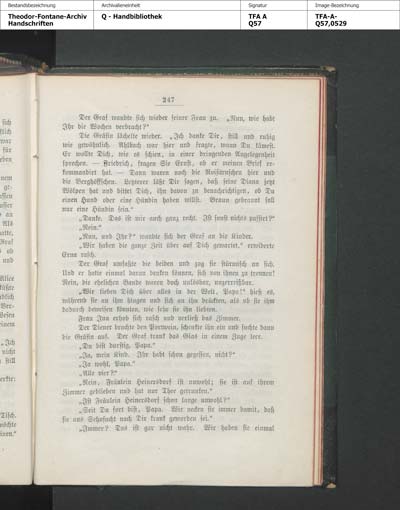 Bestandsbezeichnung
Archivalieneinheit
Signatur
Image-Bezeichnung
Theodor-Fontane-Archiv
Handschriften
Q - Handbibliothek
TFA A
Q57
TFA-A-
Q57,0529
247
Der Graf wandte sich wieder seiner Frau zu. „Nun, wie habt
Ihr die Wochen verbracht?“
Die Gräfin lächelte wieder. „Ich danke Dir, still und ruhig
wie gewöhnlich. Ahlbach war hier und fragte, wann Du kämest.
Er wollte Dich, wie es schien, in einer dringenden Angelegenheit
sprechen. — Friedrich, fragen Sie Ernst, ob er meinen Brief re-
kommandiert hat. — Dann waren noch die hier und
die Berghöffschen. Letzterer läßt Dir sagen, daß seine Diana jetzt
Wölpen hat und bittet Dich, ihn davon zu benachrichtigen, ob Du
einen Hund oder eine Hündin haben willst. Braun gebrannt soll
nur eine Hündin sein.“
„Danke. Das ist mir auch ganz recht. Ist sonst nichts passiert?“
„Nein.“
„Nun, und Ihr?“ wandte sich der Graf an die Kinder.
„Wir haben die ganze Zeit über auf Dich gewartet,“ erwiderte
Erna rasch.
Der Graf umfaßte die beiden und zog sie stürmisch an sich.
Und er hatte einmal daran denken können, sich von ihnen zu trennen!
Nein, die ehelichen Bande waren doch unlösbar, unzerreißbar.
„Wir lieben Dich über alles in der Welt, Papa!“ hieß es,
während sie an ihm hingen und sich an ihn drückten, als ob sie ihm
dadurch beweisen könnten, wie sehr sie ihn liebten.
Frau Ina erhob sich rasch und verließ das Zimmer.
Der Diener brachte den Portwein, schenkte ihn ein und suchte dann
die Gräfin auf. Der Graf trank das Glas in einem Zuge leer.
„Du bist durstig, Papa.“
„Ja, mein Kind. Ihr habt schon gegessen, nicht?“
„Ja wohl, Papa.“
„Alle vier?“
„Nein, Fräulein Heinersdorf ist unwohl; sie ist auf ihrem
Zimmer geblieben und hat nur Thee getrunken.“
„Ist Fräulein Heinersdorf schon lange unwohl?“
„Seit Du fort bist, Papa. Wir necken sie immer damit, daß
sie aus Sehnsucht nach Dir krank geworden sei.“
„Immer? Das ist gar nicht wahr. Wir haben sie einmal